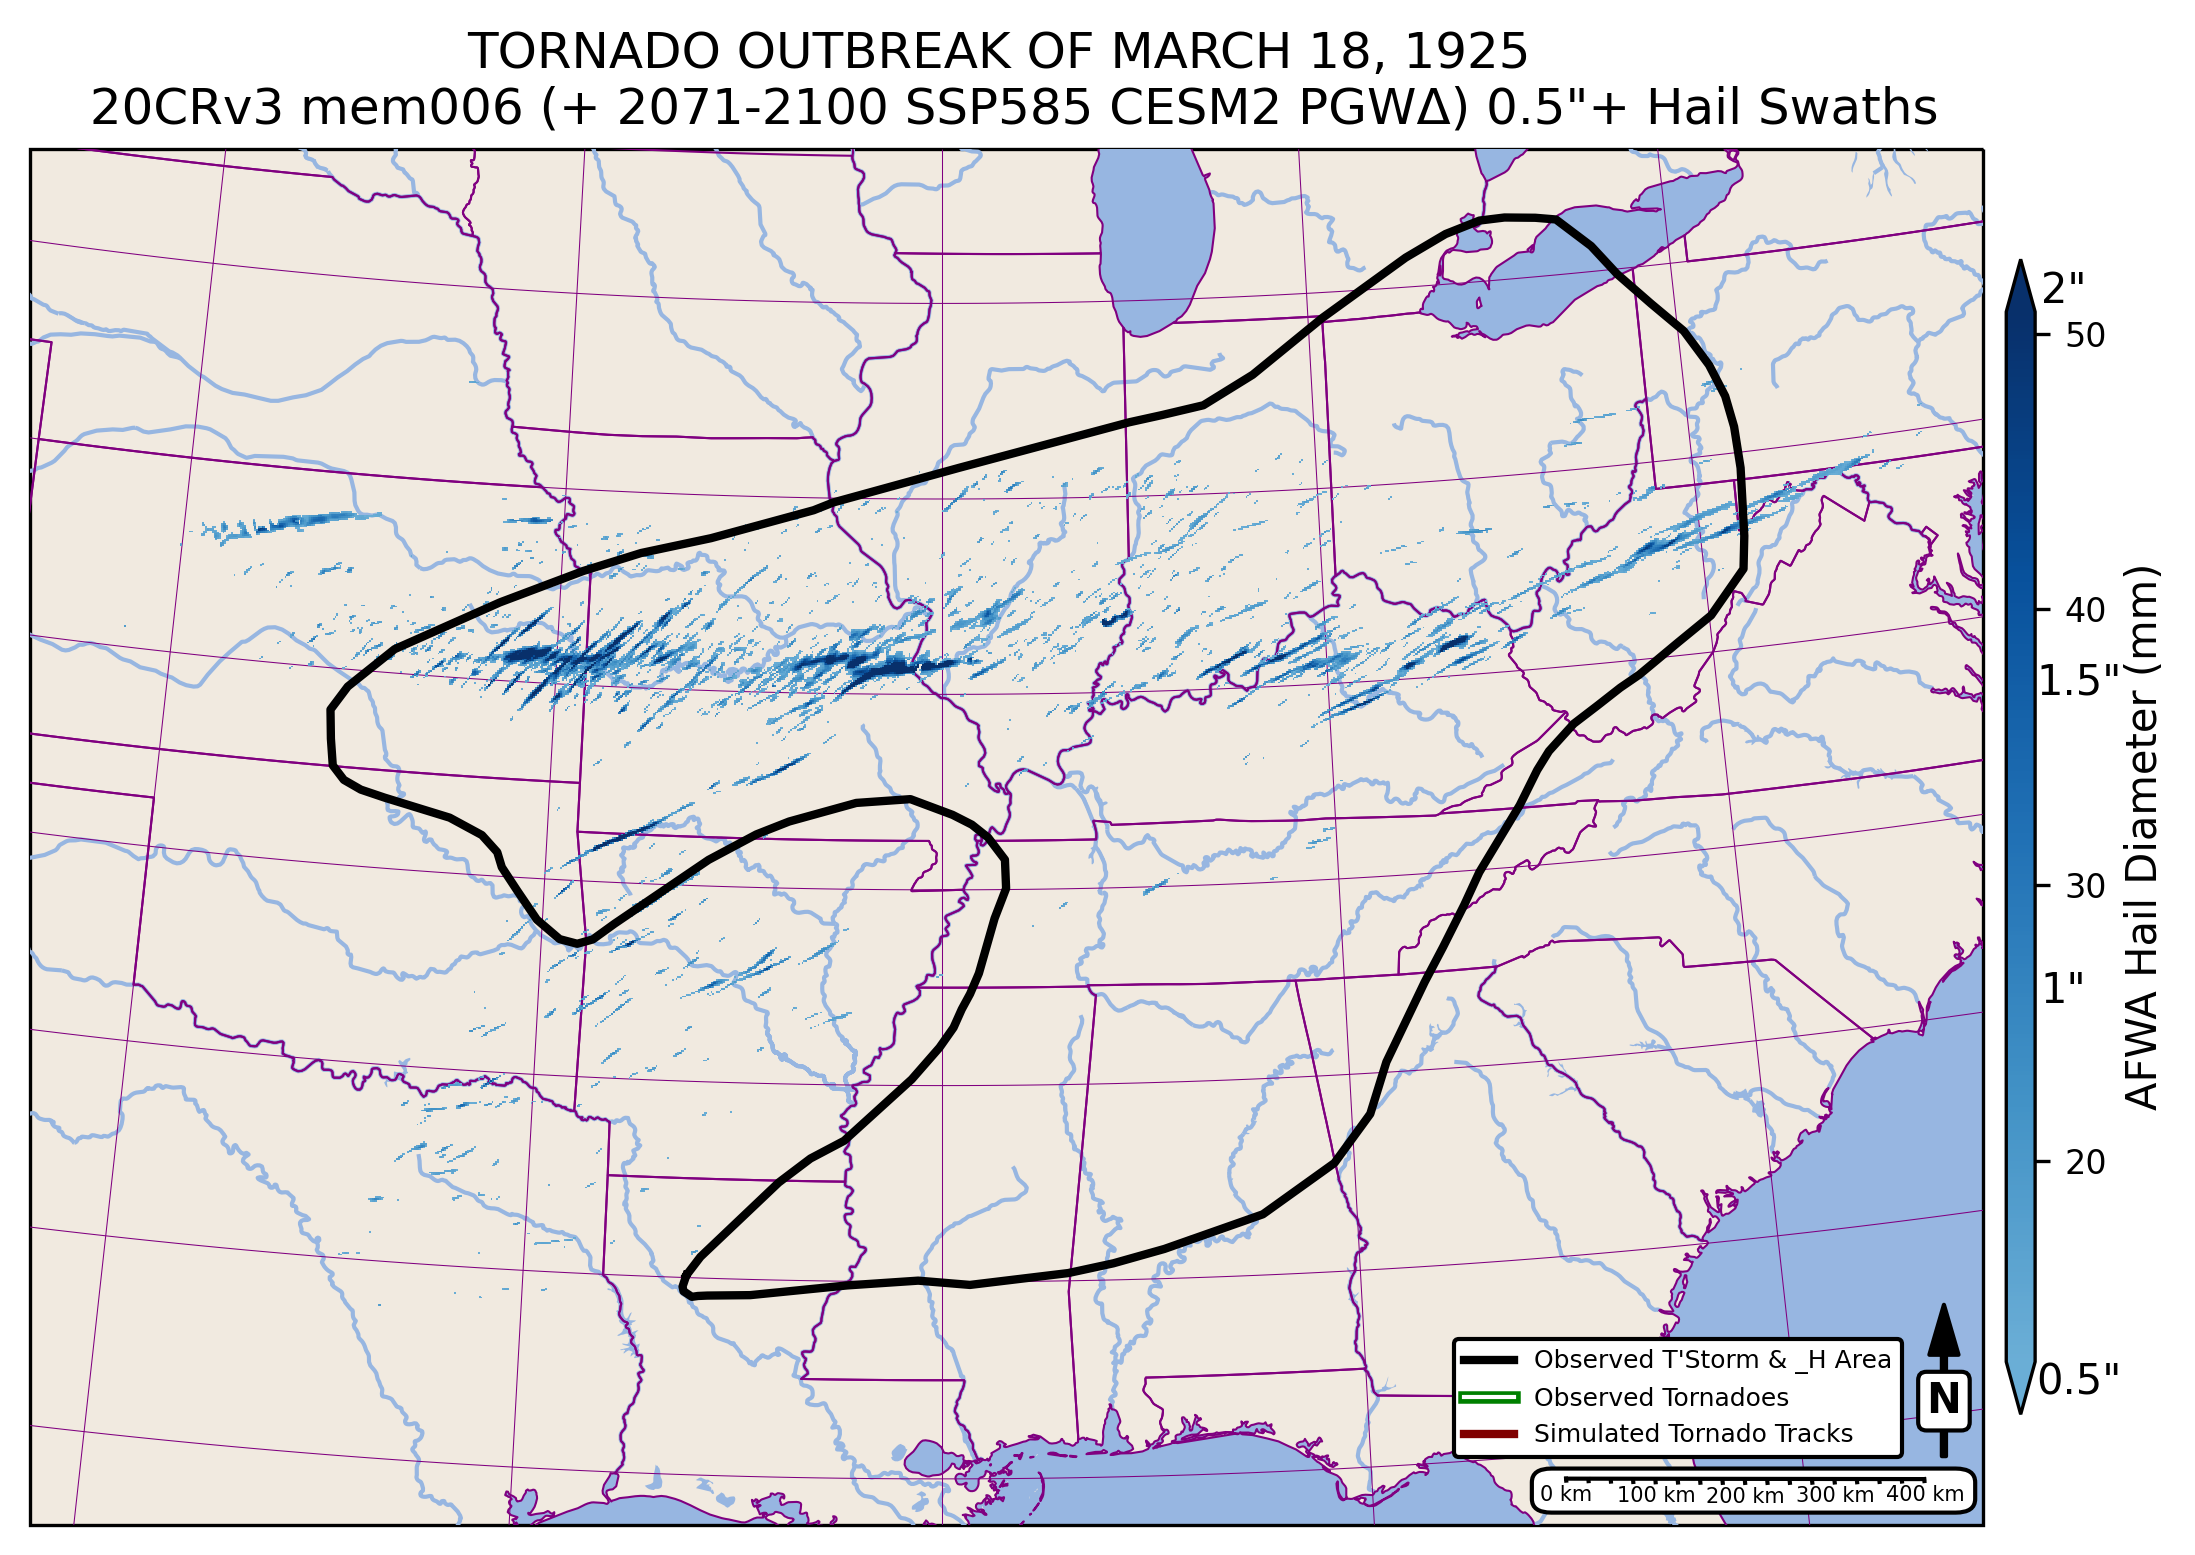 TORNADO OUTBREAK OF MARCH 18, 1925
20CRv3 mem006 (+ 2071-2100 SSP585 CESM2 PGWΔ) 0.5"+ Hail Swaths
2"
50
40
1.5"
30
1"
20
0.5"
AFWA Hail Diameter (mm)
Observed T'Storm & _H Area
Observed Tornadoes
Simulated Tornado Tracks
N
0 km 100 km 200 km 300 km 400 km